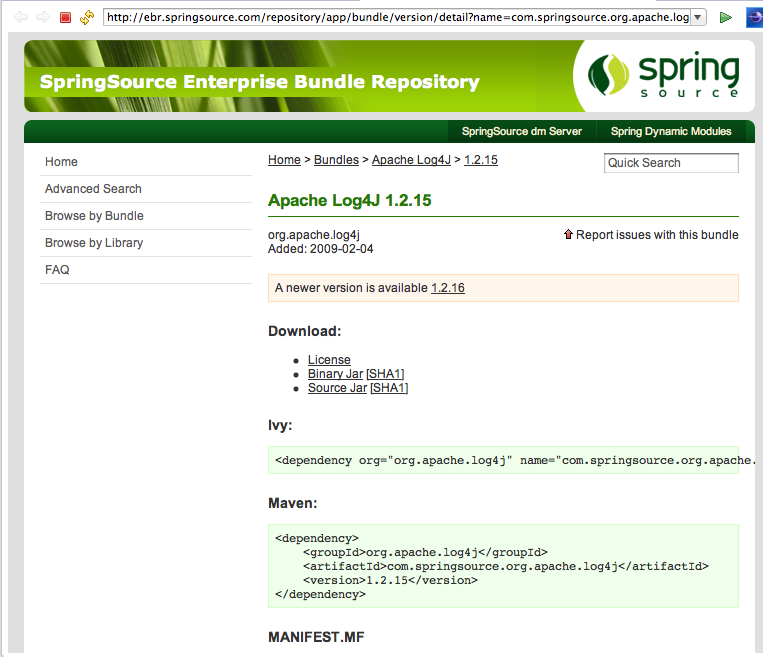 http://ebr.springsource.com/repository/app/bundle/version/detail?name=com.springsource.org.apache.log
SpringSource Enterprise Bundle Repository
spring
source
SpringSource dm Server
Spring Dynamic Modules
Home
Advanced Search
Browse by Bundle
Browse by Library
FAQ
Home > Bundles > Apache Log4J > 1.2.15
Quick Search
Apache Log4J 1.2.15
org.apache.log4j
Added: 2009-02-04
Report issues with this bundle
A newer version is available 1.2.16
Download:
License
Binary Jar [SHA1]
Source Jar [SHA1]
Ivy:
<dependency org="org.apache.log4j" name="com.springsource.org.apache.
Maven:
<dependency>
<groupId>org.apache.log4j</groupId>
<artifactId>com.springsource.org.apache.log4j</artifactId>
<version>1.2.15</version>
</dependency>
MANIFEST.MF